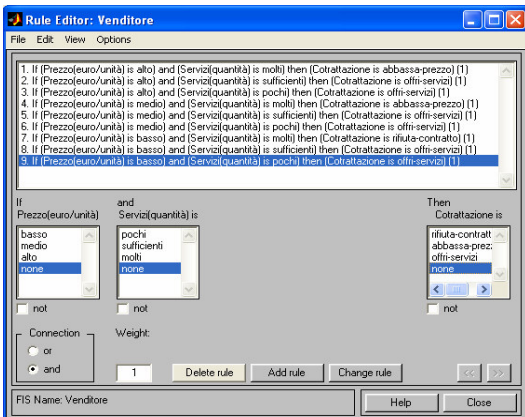 Rule Editor: Venditore
File Edit View Options
1. If (Prezzo(euro/unità) is alto) and (Servizi(quantità) is molti) then (Cotrattazione is abbassa-prezzo) (1)
2. If (Prezzo(euro/unità) is alto) and (Servizi(quantità) is sufficienti) then (Cotrattazione is offri-servizi) (1)
3. If (Prezzo(euro/unità) is alto) and (Servizi(quantità) is pochi) then (Cotrattazione is offri-servizi) (1)
4. If (Prezzo(euro/unità) is medio) and (Servizi(quantità) is molti) then (Cotrattazione is abbassa-prezzo) (1)
5. If (Prezzo(euro/unità) is medio) and (Servizi(quantità) is sufficienti) then (Cotrattazione is offri-servizi) (1)
6. If (Prezzo(euro/unità) is medio) and (Servizi(quantità) is pochi) then (Cotrattazione is offri-servizi) (1)
7. If (Prezzo(euro/unità) is basso) and (Servizi(quantità) is molti) then (Cotrattazione is rifiuta-contratto) (1)
8. If (Prezzo(euro/unità) is basso) and (Servizi(quantità) is sufficienti) then (Cotrattazione is offri-servizi) (1)
9. If (Prezzo(euro/unità) is basso) and (Servizi(quantità) is pochi) then (Cotrattazione is offri-servizi) (1)
If
Prezzo(euro/unità)
basso
medio
alto
none
not
and
Servizi(quantità) is
pochi
sufficienti
molti
none
not
Then
Cotrattazione is
rifiuta-contratt
abbassa-prez
offri-servizi
none
not
Connection
or
and
Weight:
1
Delete rule
Add rule
Change rule
<<
>>
FIS Name: Venditore
Help
Close